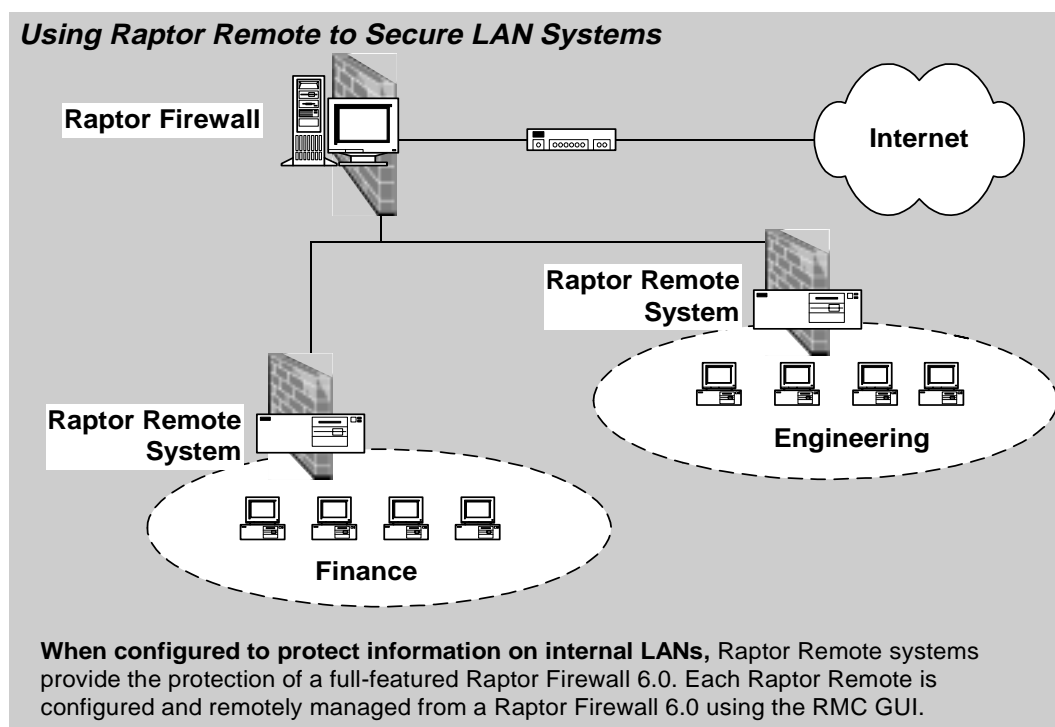 Using Raptor Remote to Secure LAN Systems
Raptor Firewall
Internet
Raptor Remote
System
Engineering
Raptor Remote
System
Finance
When configured to protect information on internal LANs, Raptor Remote systems
provide the protection of a full-featured Raptor Firewall 6.0. Each Raptor Remote is
configured and remotely managed from a Raptor Firewall 6.0 using the RMC GUI.